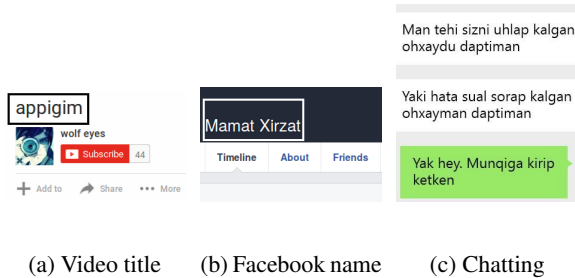 appigim
wolf eyes
Subscribe 44
Add to Share More
(a) Video title
Mamat Xirzat
Timeline About Friends
(b) Facebook name
Man tehi sizni uhlap kalgan
ohxaydu daptiman
Yaki hata sual sorap kalgan
ohxayman daptiman
Yak hey. Munqiga kirip
ketken
(c) Chatting